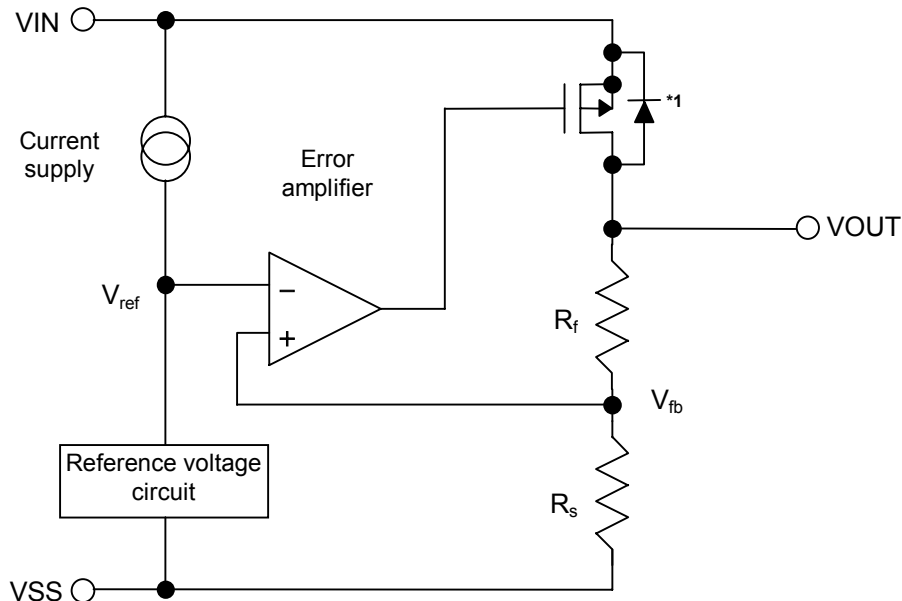 VIN
*1
Current
supply
Error
amplifier
VOUT
Vref
−
+
Rf
Vfb
Reference voltage
circuit
Rs
VSS